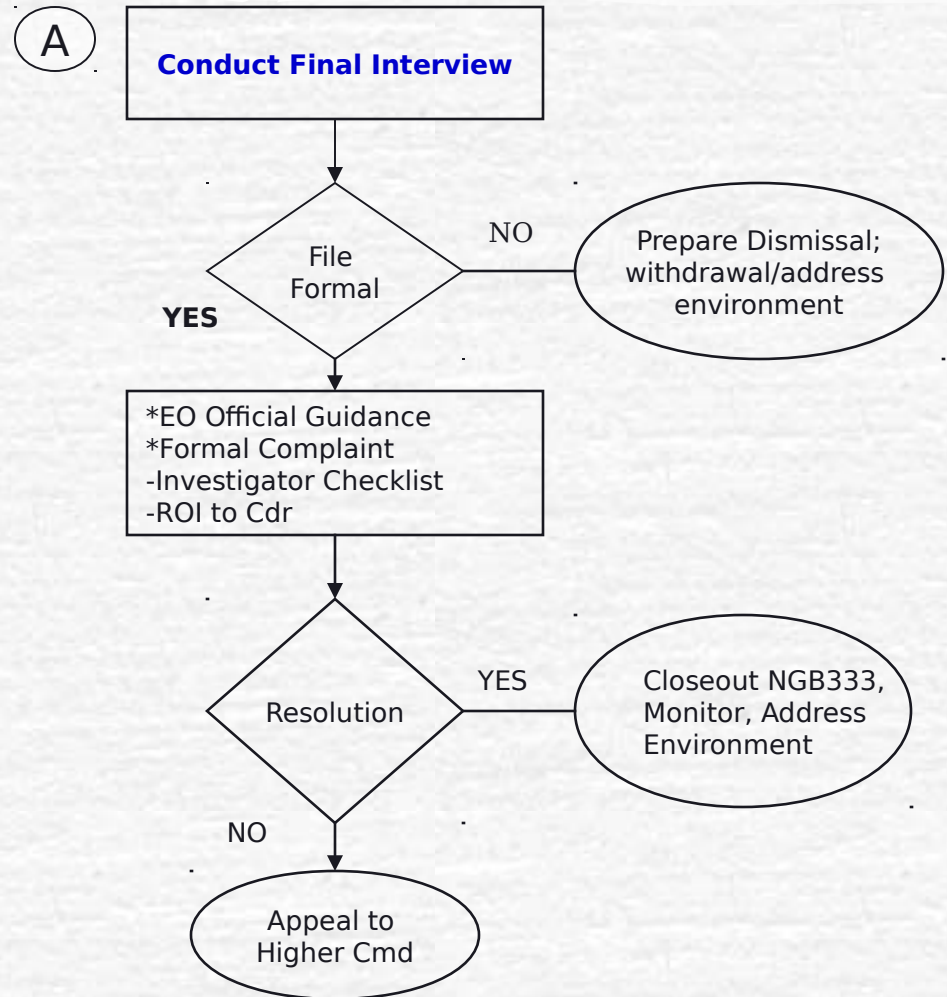 A
Conduct Final Interview
File
Formal
NO
Prepare Dismissal;
withdrawal/address
environment
YES
*EO Official Guidance
*Formal Complaint
-Investigator Checklist
-ROI to Cdr
Resolution
YES
Closeout NGB333,
Monitor, Address
Environment
NO
Appeal to
Higher Cmd